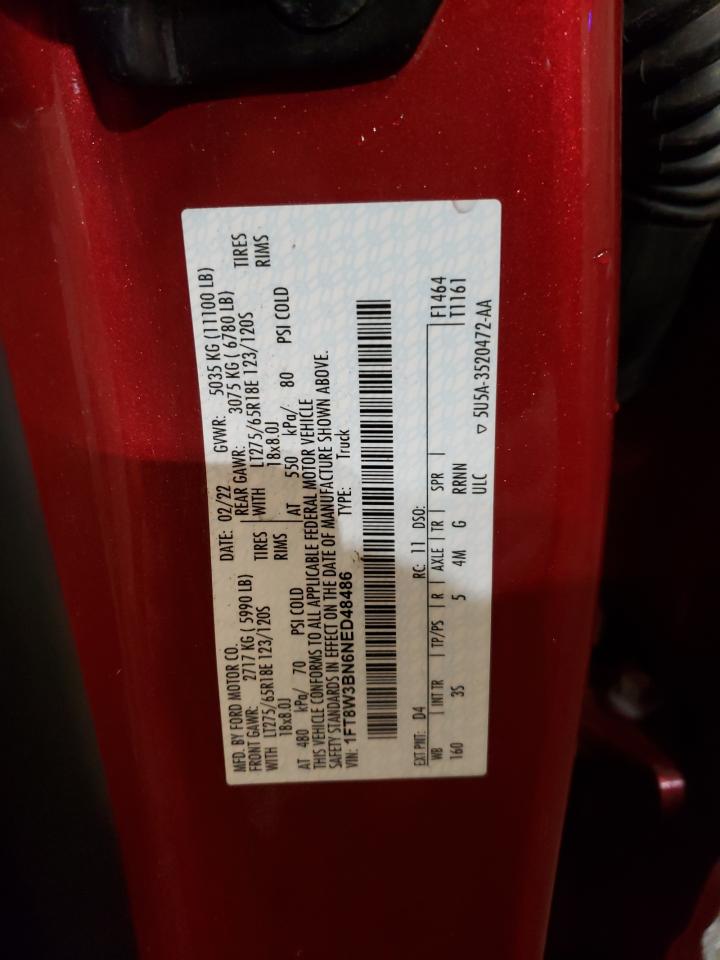 MFD. BY FORD MOTOR CO.
DATE: 02/22 GVWR: 5035 KG (11100 LB)
FRONT GAWR: 2717 KG ( 5990 LB) REAR GAWR: 3075 KG ( 6780 LB)
WITH LT275/65R18E 123/120S TIRES WITH LT275/65R18E 123/120S TIRES
18x8.0J RIMS 18x8.0J RIMS
AT 480 kPa/ 70 PSI COLD AT 550 kPa/ 80 PSI COLD
THIS VEHICLE CONFORMS TO ALL APPLICABLE FEDERAL MOTOR VEHICLE
SAFETY STANDARDS IN EFFECT ON THE DATE OF MANUFACTURE SHOWN ABOVE.
VIN: 1FT8W3BN6NED48486 TYPE: Truck
EXT PNT: D4 RC: 11 DSO: F1464
WB INT TR TP/PS R AXLE TR SPR T1161
160 3S 5 4M G RRNN
ULC ▽ 5U5A-3520472-AA